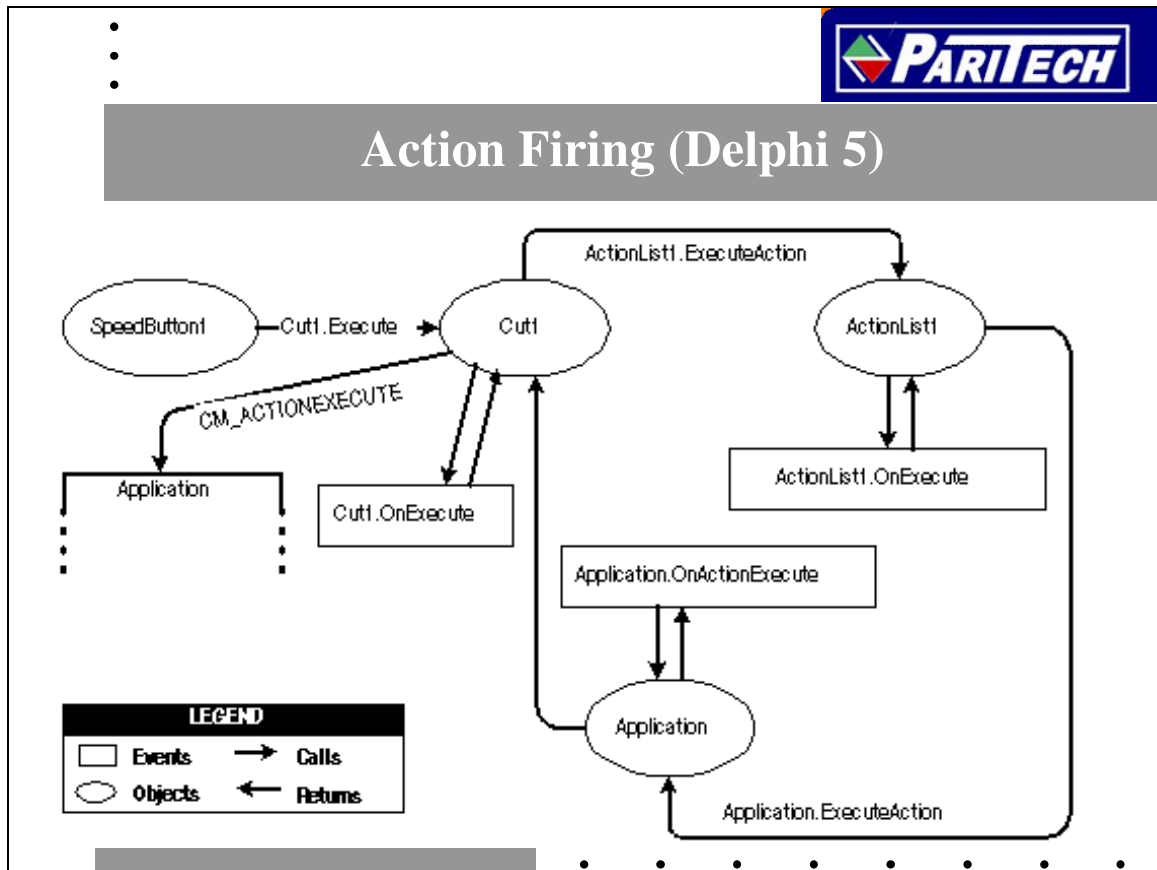 PARITECH
Action Firing (Delphi 5)
ActionList1.ExecuteAction
SpeedButton1
Cut1.Execute
Cut1
ActionList1
CM_ACTIONEXECUTE
Application
Cut1.OnExecute
ActionList1.OnExecute
Application.OnActionExecute
Application
LEGEND
Events Calls
Objects Returns
Application.ExecuteAction